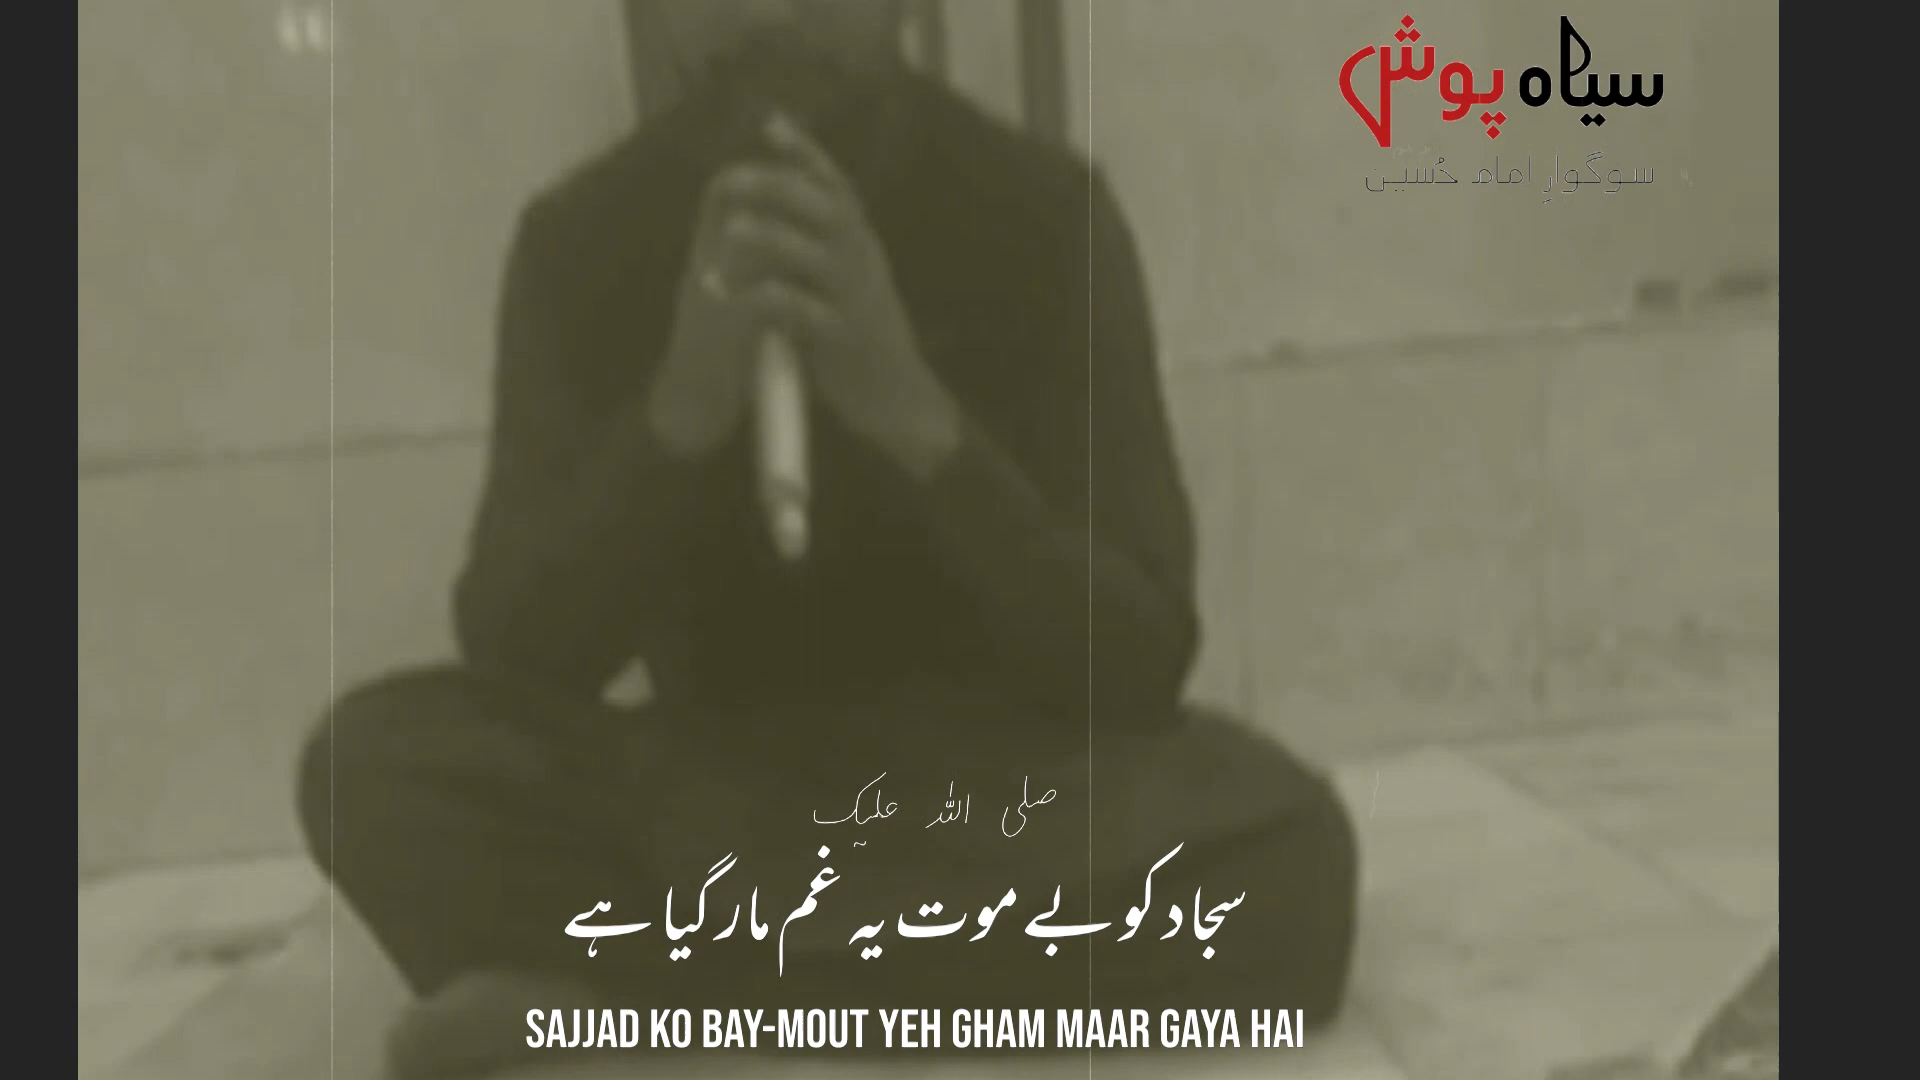 سیاہ پوش
سوگوارِ امام حُسین
صلی اللہ علیک
سجاد کو بے موت یہ غم مار گیا ہے
SAJJAD KO BAY-MOUT YEH GHAM MAAR GAYA HAI